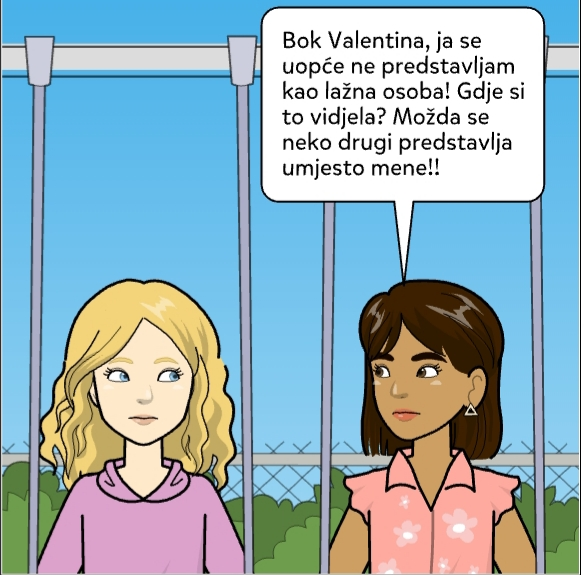 Bok Valentina, ja se
uopće ne predstavljam
kao lažna osoba! Gdje si
to vidjela? Možda se
neko drugi predstavlja
umjesto mene!!